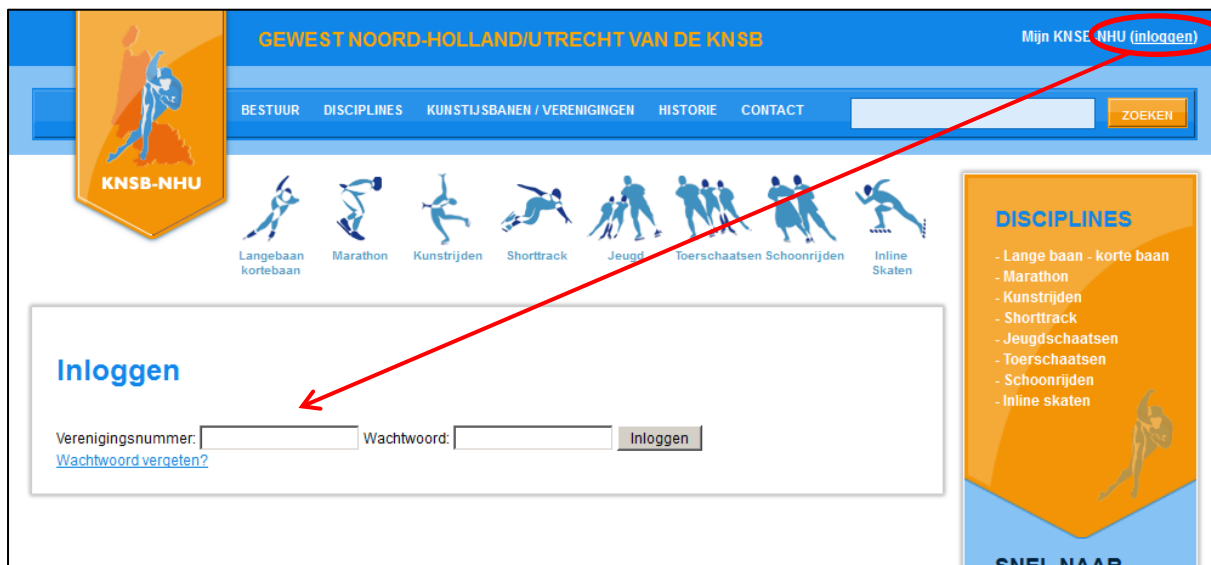 GEWEST NOORD-HOLLAND/UTRECHT VAN DE KNSB
Mijn KNSB-NHU (inloggen)
BESTUUR DISCIPLINES KUNSTIJSBANEN / VERENIGINGEN HISTORIE CONTACT
ZOEKEN
KNSB-NHU
Langebaan kortebaan
Marathon
Kunstrijden
Shorttrack
Jeugd
Toerschaatsen
Schoonrijden
Inline Skaten
Inloggen
Verenigingsnummer: Wachtwoord: Inloggen
Wachtwoord vergeten?
DISCIPLINES
- Lange baan - korte baan
- Marathon
- Kunstrijden
- Shorttrack
- Jeugdschaatsen
- Toerschaatsen
- Schoonrijden
- Inline skaten
SNEL NAAR